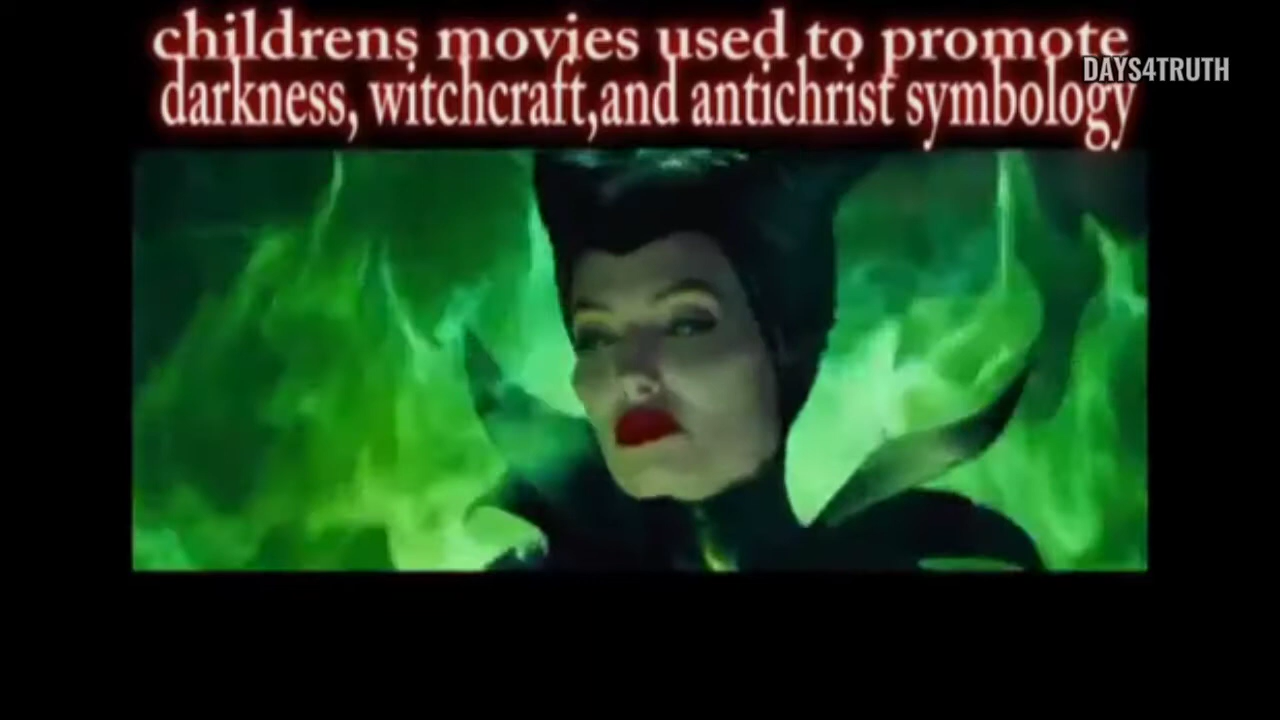 childrens movies used to promote
DAYS4TRUTH
darkness, witchcraft,and antichrist symbology